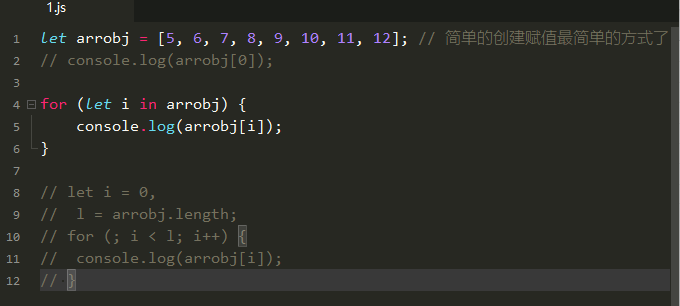 1.js
1 let arrobj = [5, 6, 7, 8, 9, 10, 11, 12]; // 简单的创建赋值最简单的方式了
2 // console.log(arrobj[0]);
3
4 for (let i in arrobj) {
5     console.log(arrobj[i]);
6 }
7
8 // let i = 0,
9 //  l = arrobj.length;
10 // for (; i < l; i++) {
11 //  console.log(arrobj[i]);
12 // }